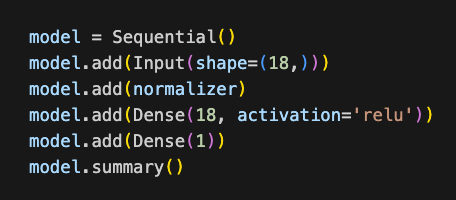 model = Sequential()
model.add(Input(shape=(18,)))
model.add(normalizer)
model.add(Dense(18, activation='relu'))
model.add(Dense(1))
model.summary()